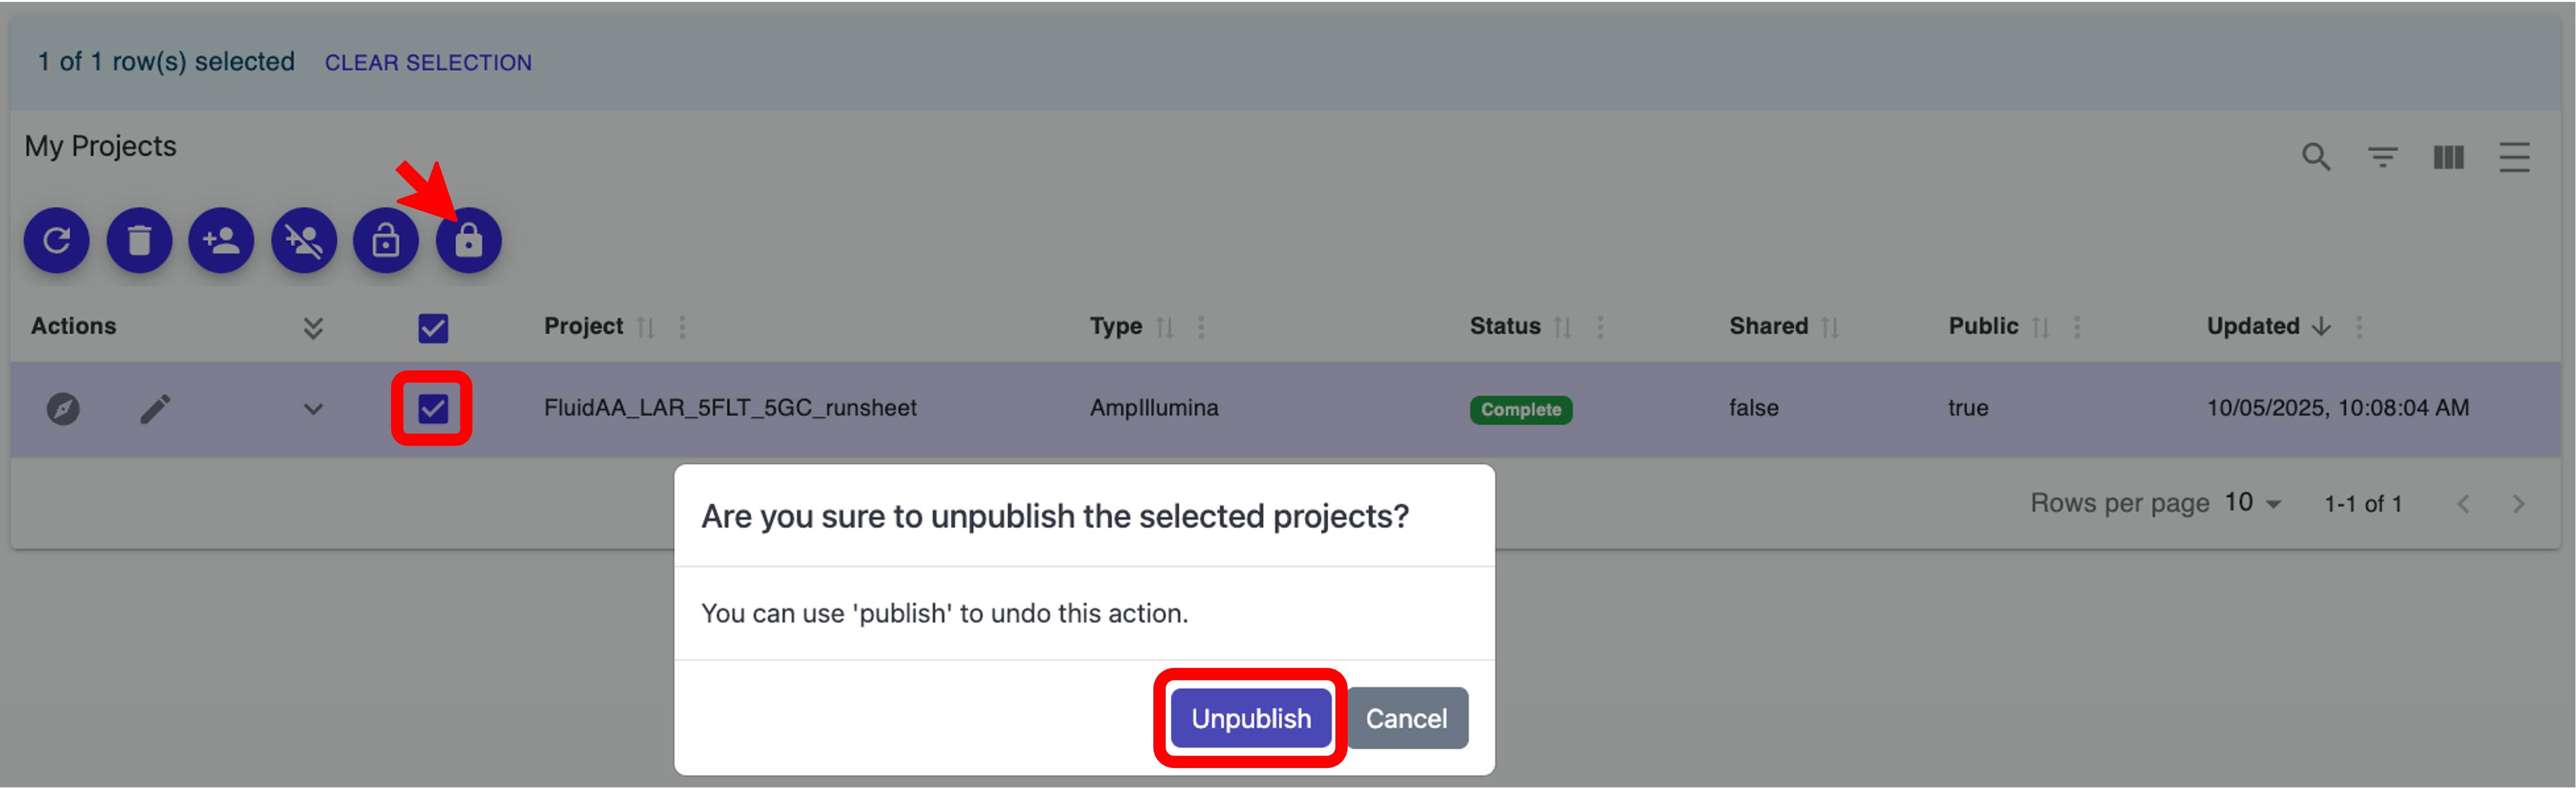 1 of 1 row(s) selected CLEAR SELECTION
My Projects
Actions Project Type Status Shared Public Updated
FluidAA_LAR_5FLT_5GC_runsheet AmpIllumina Complete false true 10/05/2025, 10:08:04 AM
Rows per page 10 1-1 of 1
Are you sure to unpublish the selected projects?
You can use 'publish' to undo this action.
Unpublish Cancel